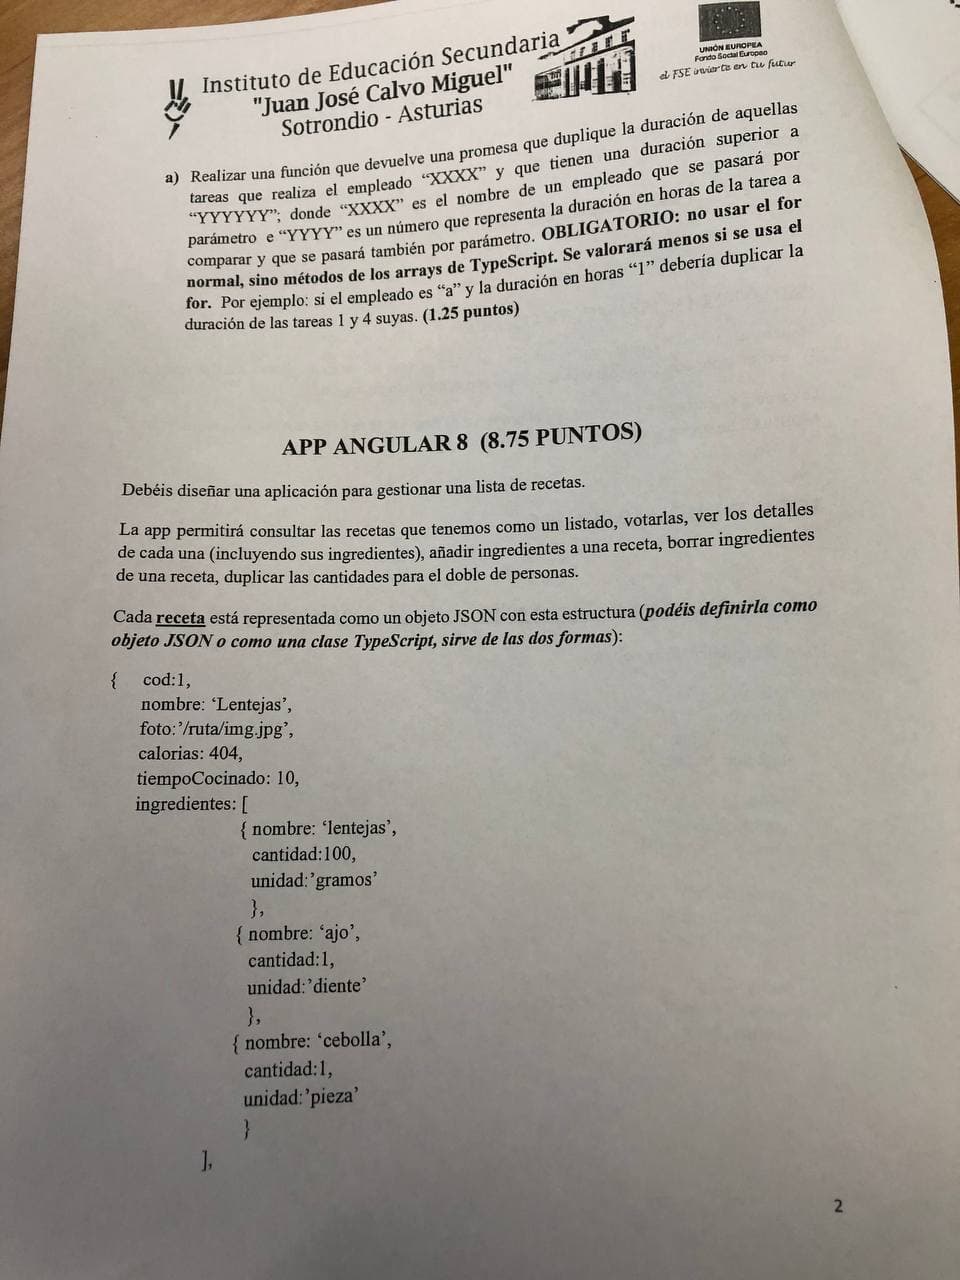 Instituto de Educación Secundaria
"Juan José Calvo Miguel"
Sotrondio - Asturias
UNIÓN EUROPEA
Fondo Social Europeo
el FSE invierte en tu futur
a) Realizar una función que devuelve una promesa que duplique la duración de aquellas
tareas que realiza el empleado “XXXX” y que tienen una duración superior a
“YYYYYY”; donde “XXXX” es el nombre de un empleado que se pasará por
parámetro e “YYYY” es un número que representa la duración en horas de la tarea a
comparar y que se pasará también por parámetro. OBLIGATORIO: no usar el for
normal, sino métodos de los arrays de TypeScript. Se valorará menos si se usa el
for. Por ejemplo: si el empleado es “a” y la duración en horas “1” debería duplicar la
duración de las tareas 1 y 4 suyas. (1.25 puntos)
APP ANGULAR 8 (8.75 PUNTOS)
Debéis diseñar una aplicación para gestionar una lista de recetas.
La app permitirá consultar las recetas que tenemos como un listado, votarlas, ver los detalles
de cada una (incluyendo sus ingredientes), añadir ingredientes a una receta, borrar ingredientes
de una receta, duplicar las cantidades para el doble de personas.
Cada receta está representada como un objeto JSON con esta estructura (podéis definirla como
objeto JSON o como una clase TypeScript, sirve de las dos formas):
{ cod:1,
nombre: ‘Lentejas’,
foto:’/ruta/img.jpg’,
calorias: 404,
tiempoCocinado: 10,
ingredientes: [
{ nombre: ‘lentejas’,
cantidad:100,
unidad:’gramos’
},
{ nombre: ‘ajo’,
cantidad:1,
unidad:’diente’
},
{ nombre: ‘cebolla’,
cantidad:1,
unidad:’pieza’
}
],
2